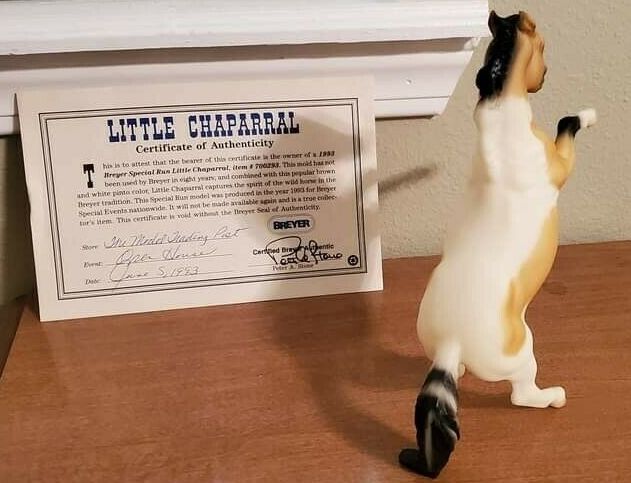 LITTLE CHAPARRAL
Certificate of Authenticity
This is to attest that the bearer of this certificate is the owner of a 1993
Breyer Special Run Little Chaparral, item # 700293. This mold has not
been used by Breyer in eight years, and combined with this popular brown
and white pinto color, Little Chaparral captures the spirit of the wild horse in the
Breyer tradition. This Special Run model was produced in the year 1993 for Breyer
Special Events nationwide. It will not be made available again and is a true collec-
tor's item. This certificate is void without the Breyer Seal of Authenticity.
BREYER
Store: The Model Trading Post
Certified Breyer Authentic
Event: Open House
Peter Stone
Date: June 5, 1993
Peter A. Stone